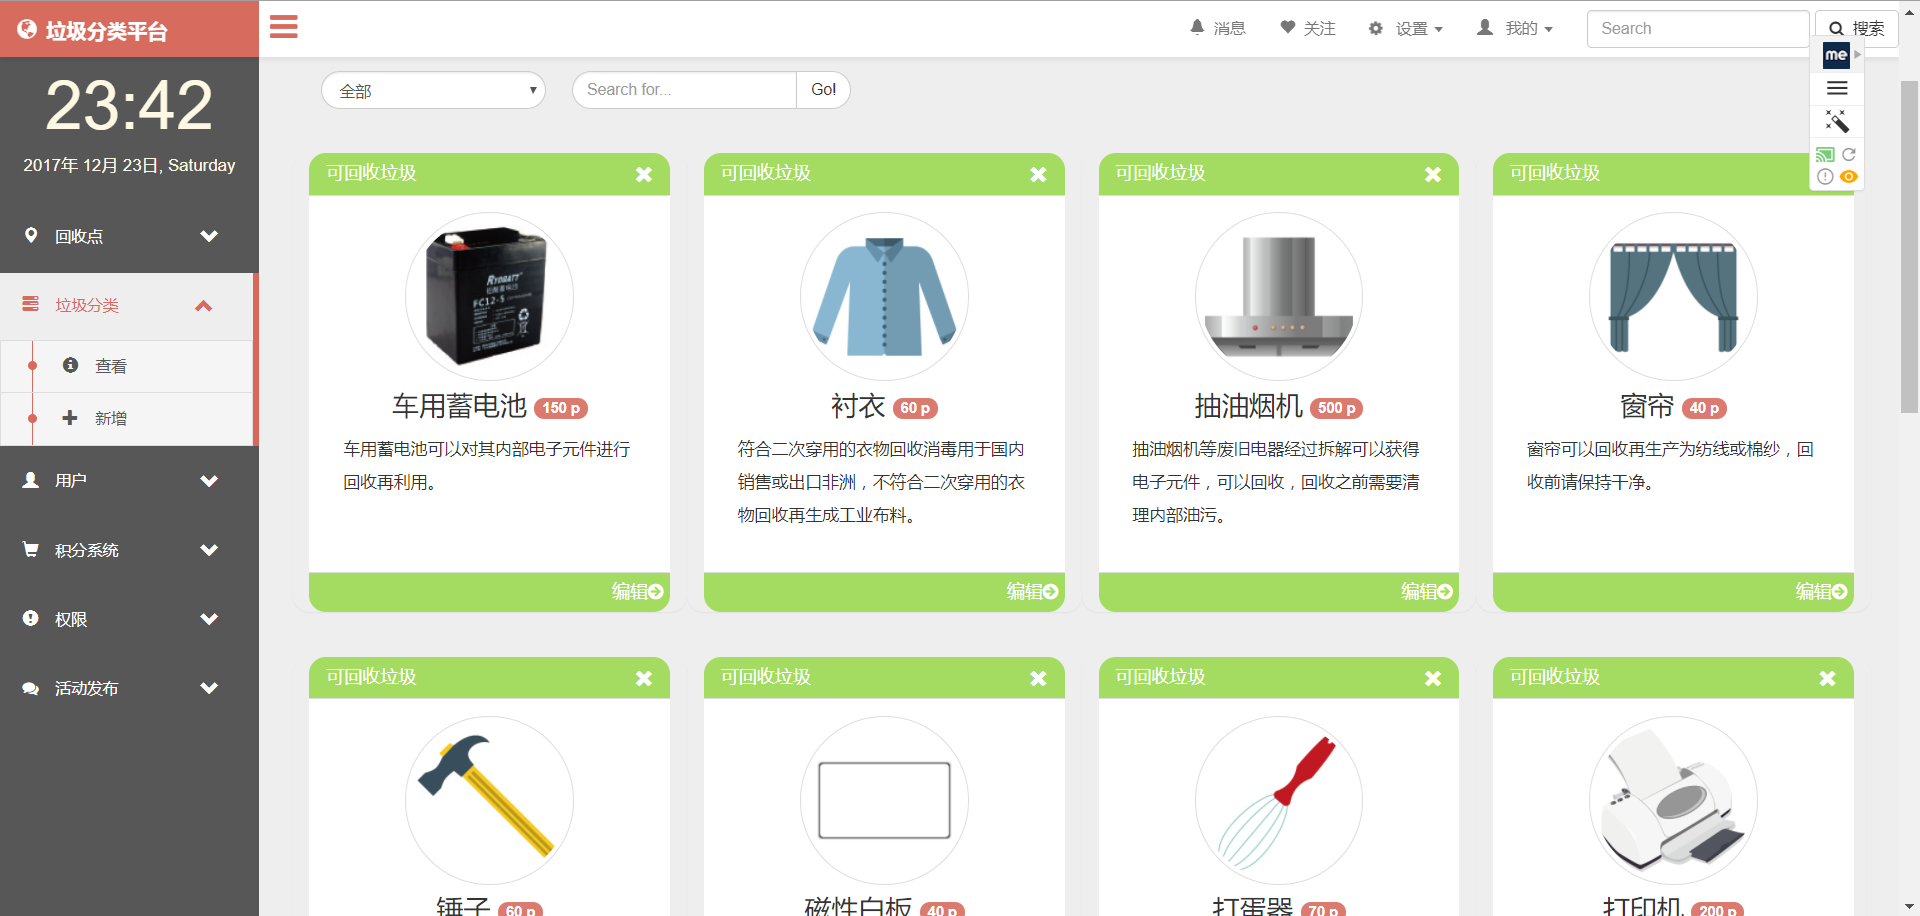 垃圾分类平台
消息
关注
设置
我的
Search
搜索
me
23:42
2017年 12月 23日, Saturday
回收点
垃圾分类
查看
新增
用户
积分系统
权限
活动发布
全部
Search for...
Go!
可回收垃圾
RYOBATT
FC12-5
车用蓄电池 150 p
车用蓄电池可以对其内部电子元件进行
回收再利用。
编辑
可回收垃圾
衬衣 60 p
符合二次穿用的衣物回收消毒用于国内
销售或出口非洲，不符合二次穿用的衣
物回收再生成工业布料。
编辑
可回收垃圾
抽油烟机 500 p
抽油烟机等废旧电器经过拆解可以获得
电子元件，可以回收，回收之前需要清
理内部油污。
编辑
可回收垃圾
窗帘 40 p
窗帘可以回收再生产为纺线或棉纱，回
收前请保持干净。
编辑
可回收垃圾
锤子 60 p
可回收垃圾
磁性白板 40 p
可回收垃圾
打蛋器 70 p
可回收垃圾
打印机 200 p